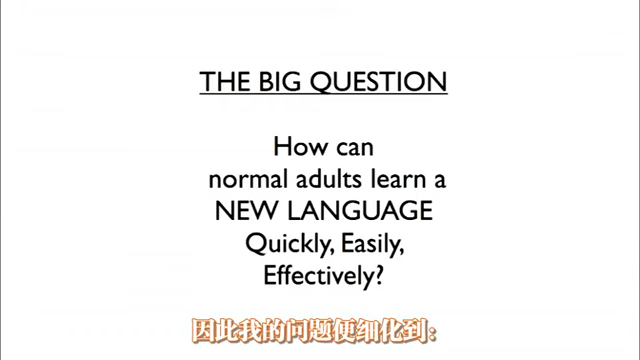 THE BIG QUESTION
How can
normal adults learn a
NEW LANGUAGE
Quickly, Easily,
Effectively?
因此我的问题便细化到：